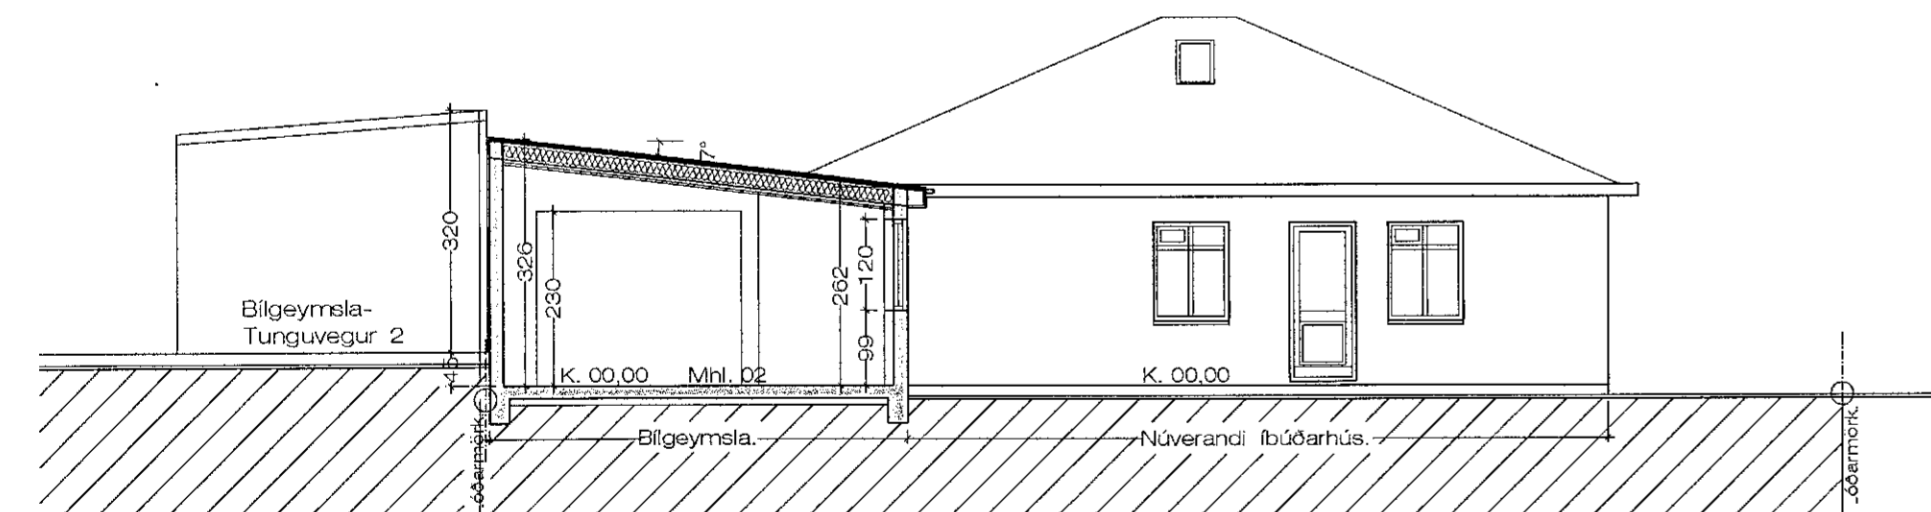 7°
320
326
230
262
120
99
45
Bílgeymsla-
Tunguvegur 2
K. 00,00 Mhl. 02
K. 00,00
Bílgeymsla.
Núverandi íbúðarhús.
Lóðarmörk.
Lóðarmörk.